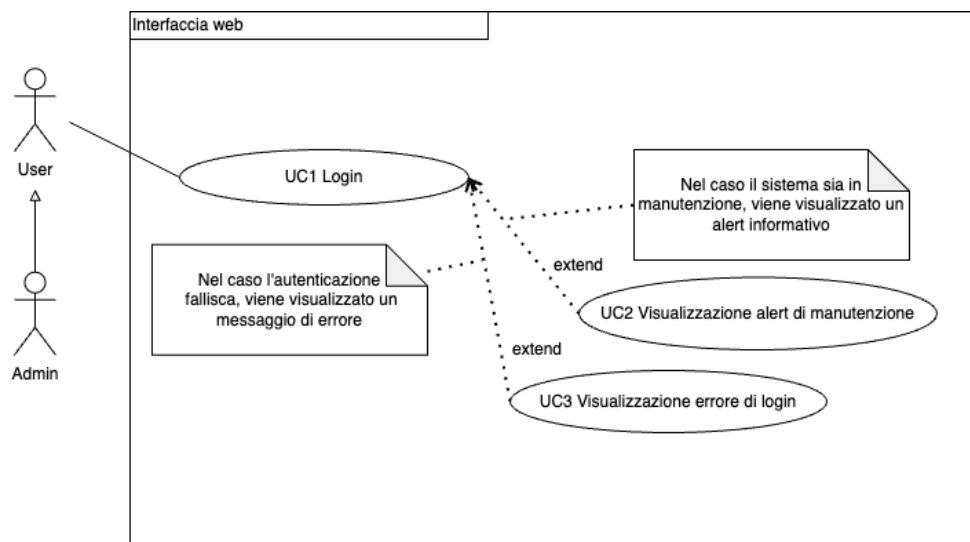 Interfaccia web
User
UC1 Login
Nel caso il sistema sia in
manutenzione, viene visualizzato un
alert informativo
Nel caso l'autenticazione
fallisca, viene visualizzato un
messaggio di errore
extend
UC2 Visualizzazione alert di manutenzione
extend
Admin
UC3 Visualizzazione errore di login